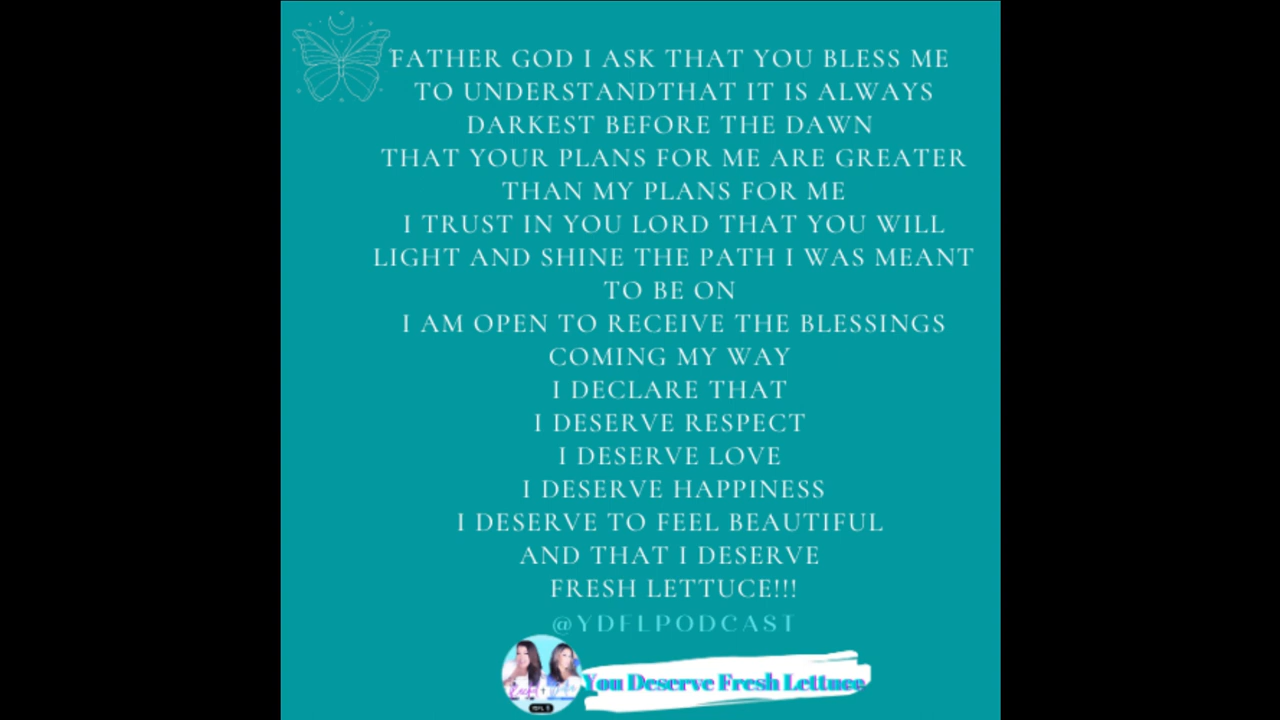 FATHER GOD I ASK THAT YOU BLESS ME
TO UNDERSTANDTHAT IT IS ALWAYS
DARKEST BEFORE THE DAWN
THAT YOUR PLANS FOR ME ARE GREATER
THAN MY PLANS FOR ME
I TRUST IN YOU LORD THAT YOU WILL
LIGHT AND SHINE THE PATH I WAS MEANT
TO BE ON
I AM OPEN TO RECEIVE THE BLESSINGS
COMING MY WAY
I DECLARE THAT
I DESERVE RESPECT
I DESERVE LOVE
I DESERVE HAPPINESS
I DESERVE TO FEEL BEAUTIFUL
AND THAT I DESERVE
FRESH LETTUCE!!!
@YDFLPODCAST
You Deserve Fresh Lettuce